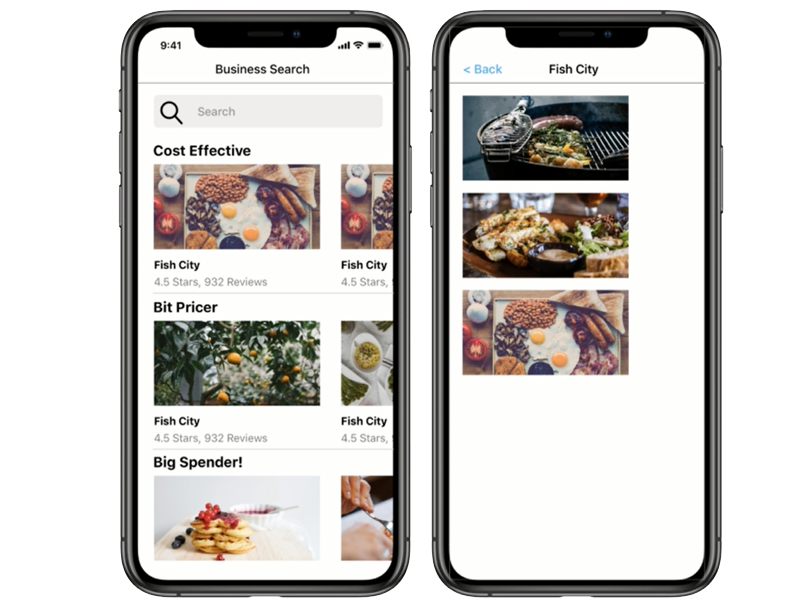 9:41
Business Search
Search
Cost Effective
Fish City
Fish City
4.5 Stars, 932 Reviews
4.5 Stars,
Bit Pricer
Fish City
Fish City
4.5 Stars, 932 Reviews
4.5 Stars,
Big Spender!
< Back
Fish City